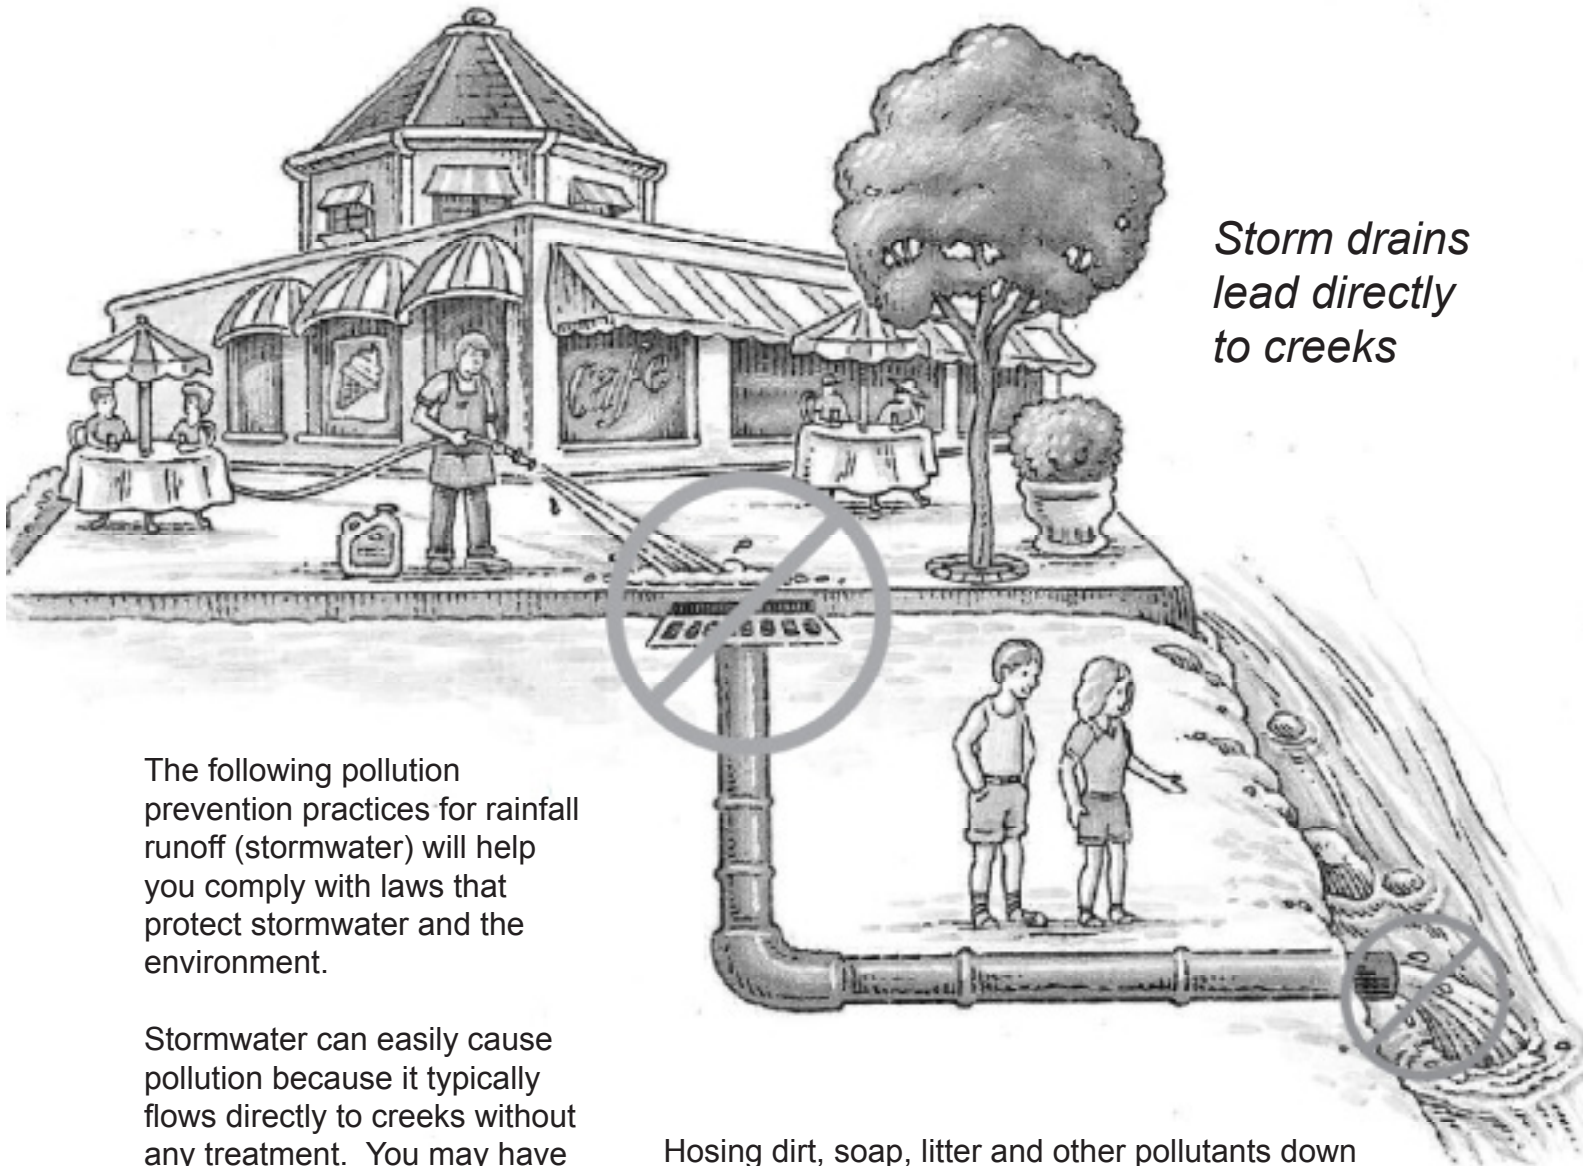 Storm drains
lead directly
to creeks
cafe
The following pollution
prevention practices for rainfall
runoff (stormwater) will help
you comply with laws that
protect stormwater and the
environment.
Stormwater can easily cause
pollution because it typically
flows directly to creeks without
any treatment. You may have
Hosing dirt, soap, litter and other pollutants down